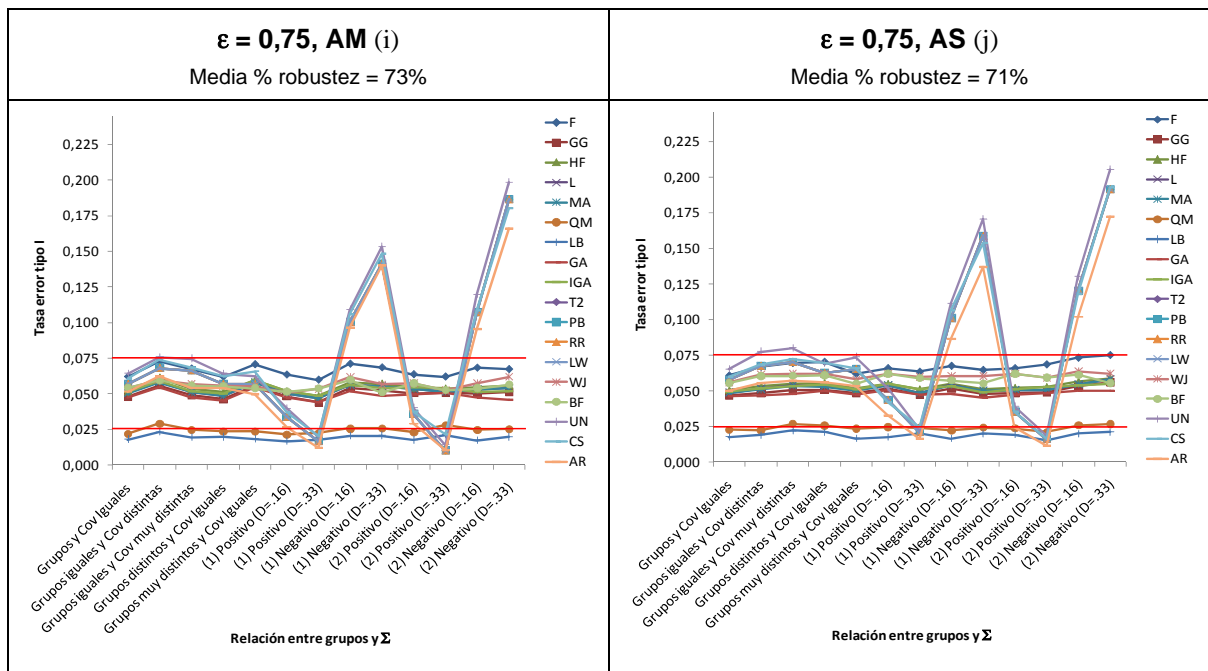 ε = 0,75, AM (i)
Media % robustez = 73%
ε = 0,75, AS (j)
Media % robustez = 71%
Tasa error tipo I
0,225
0,200
0,175
0,150
0,125
0,100
0,075
0,050
0,025
0,000
Grupos y Cov Iguales
Grupos iguales y Cov distintas
Grupos iguales y Cov muy distintas
Grupos distintos y Cov Iguales
Grupos muy distintos y Cov Iguales
(1) Positivo (D=.16)
(1) Positivo (D=.33)
(1) Negativo (D=.16)
(1) Negativo (D=.33)
(2) Positivo (D=.16)
(2) Positivo (D=.33)
(2) Negativo (D=.16)
(2) Negativo (D=.33)
Relación entre grupos y Σ
F
GG
HF
L
MA
QM
LB
GA
IGA
T2
PB
RR
LW
WJ
BF
UN
CS
AR
Tasa error tipo I
0,225
0,200
0,175
0,150
0,125
0,100
0,075
0,050
0,025
0,000
Grupos y Cov Iguales
Grupos iguales y Cov distintas
Grupos iguales y Cov muy distintas
Grupos distintos y Cov Iguales
Grupos muy distintos y Cov Iguales
(1) Positivo (D=.16)
(1) Positivo (D=.33)
(1) Negativo (D=.16)
(1) Negativo (D=.33)
(2) Positivo (D=.16)
(2) Positivo (D=.33)
(2) Negativo (D=.16)
(2) Negativo (D=.33)
Relación entre grupos y Σ
F
GG
HF
L
MA
QM
LB
GA
IGA
T2
PB
RR
LW
WJ
BF
UN
CS
AR